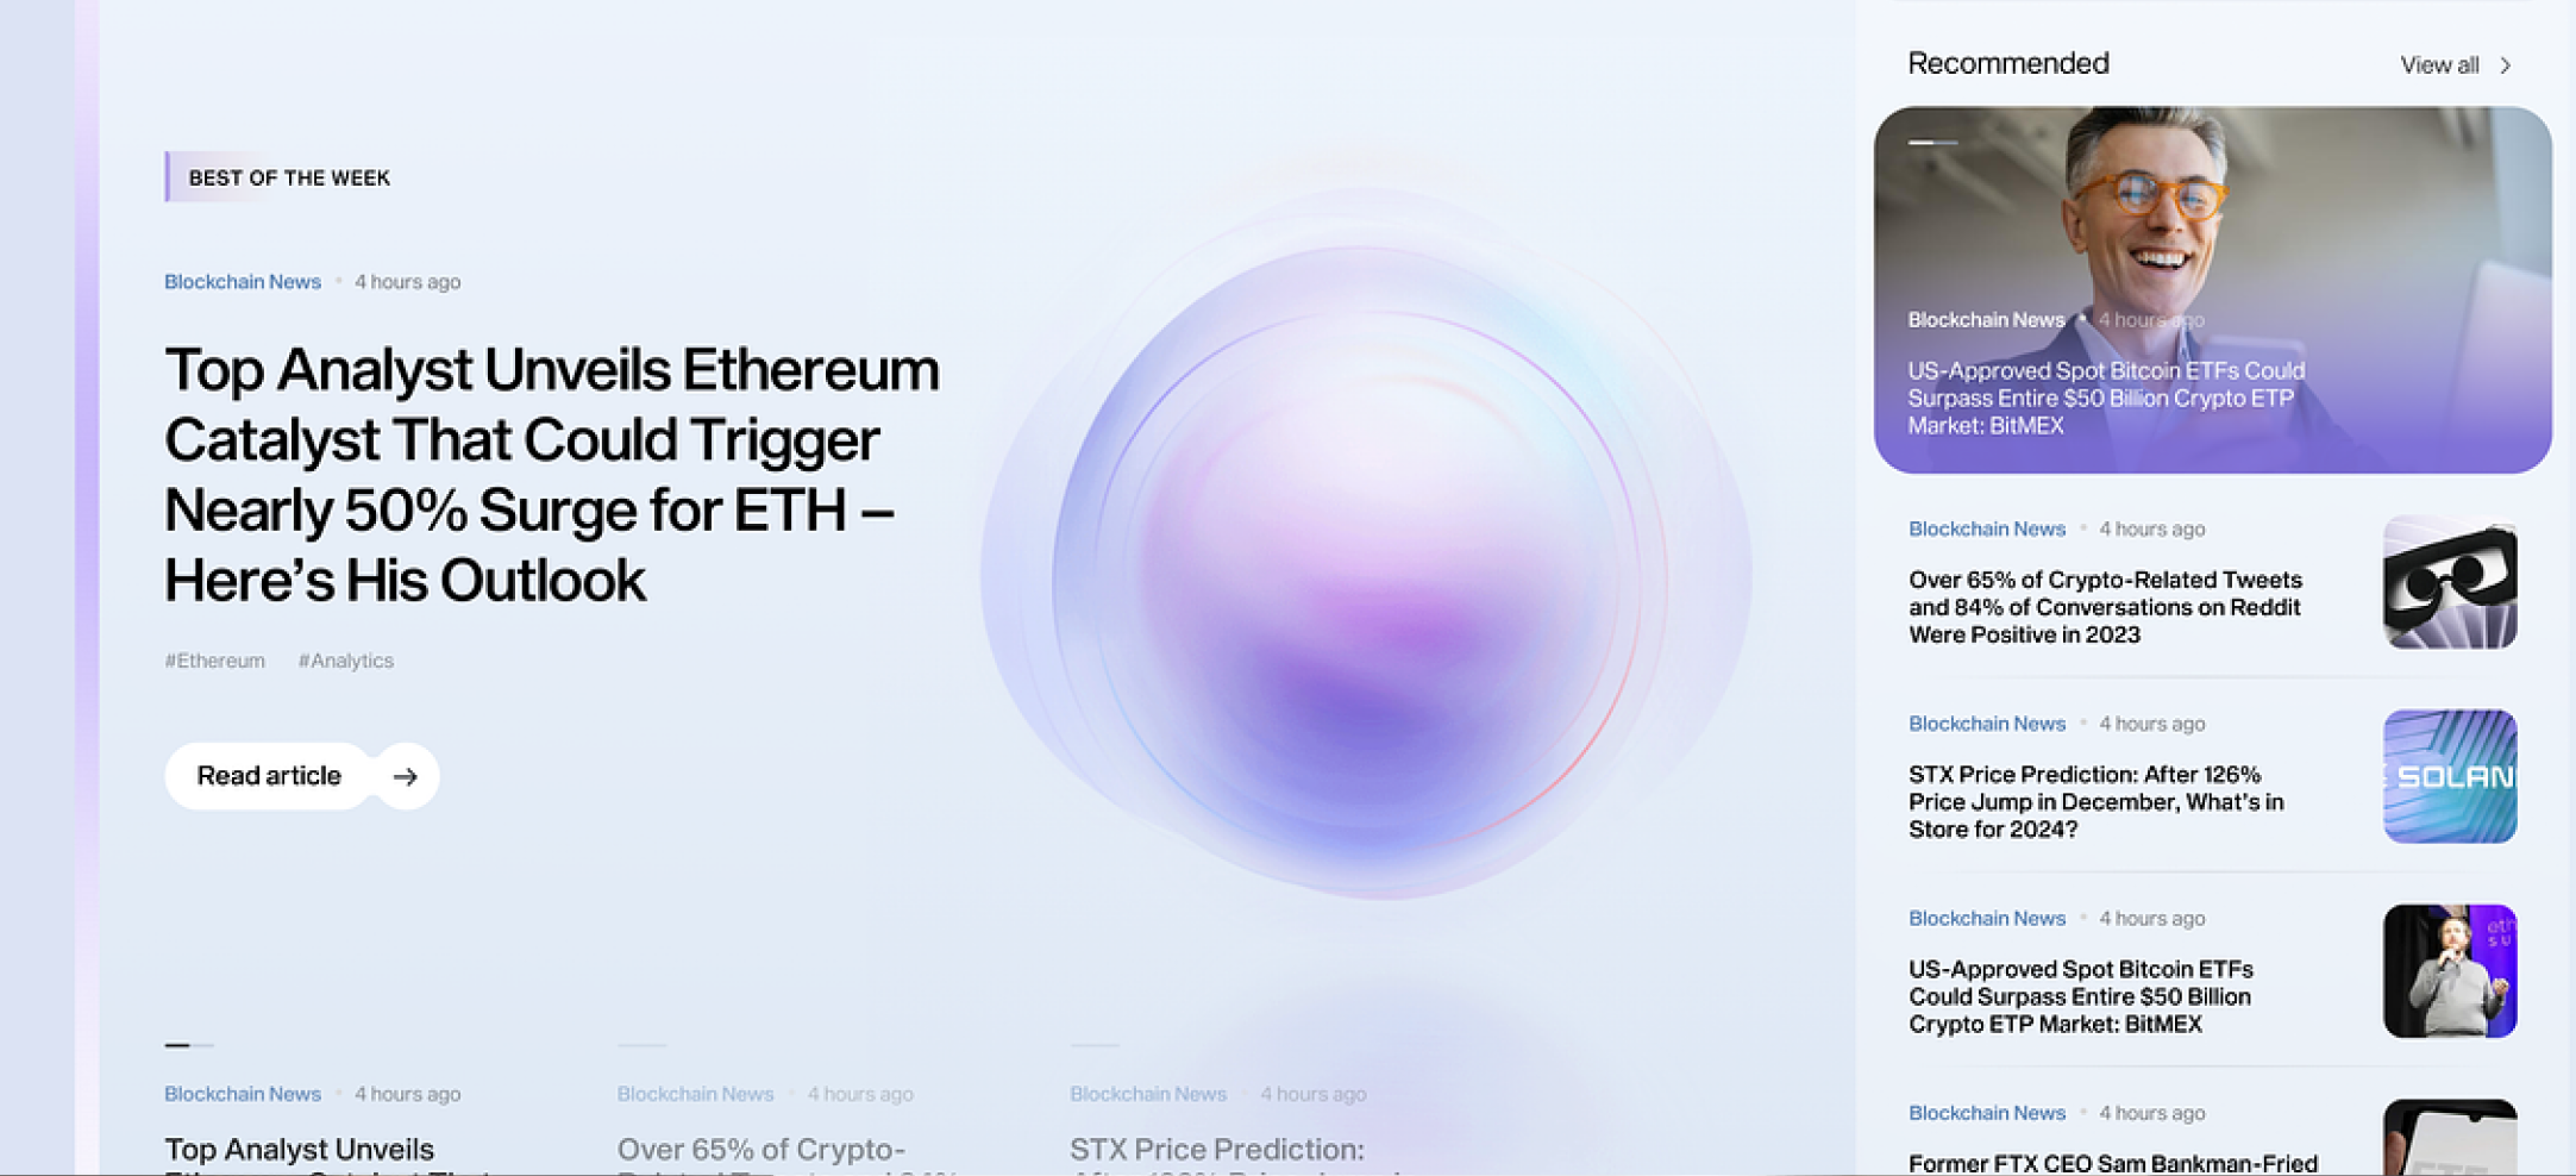 BEST OF THE WEEK
Blockchain News • 4 hours ago
Top Analyst Unveils Ethereum
Catalyst That Could Trigger
Nearly 50% Surge for ETH –
Here’s His Outlook
#Ethereum #Analytics
Read article →
Blockchain News • 4 hours ago
Top Analyst Unveils
Blockchain News • 4 hours ago
Over 65% of Crypto-
Blockchain News • 4 hours ago
STX Price Prediction:
Recommended
View all >
Blockchain News • 4 hours ago
US-Approved Spot Bitcoin ETFs Could
Surpass Entire $50 Billion Crypto ETP
Market: BitMEX
Blockchain News • 4 hours ago
Over 65% of Crypto-Related Tweets
and 84% of Conversations on Reddit
Were Positive in 2023
Blockchain News • 4 hours ago
STX Price Prediction: After 126%
Price Jump in December, What’s in
Store for 2024?
SOLAN
Blockchain News • 4 hours ago
US-Approved Spot Bitcoin ETFs
Could Surpass Entire $50 Billion
Crypto ETP Market: BitMEX
eth
Blockchain News • 4 hours ago
Former FTX CEO Sam Bankman-Fried